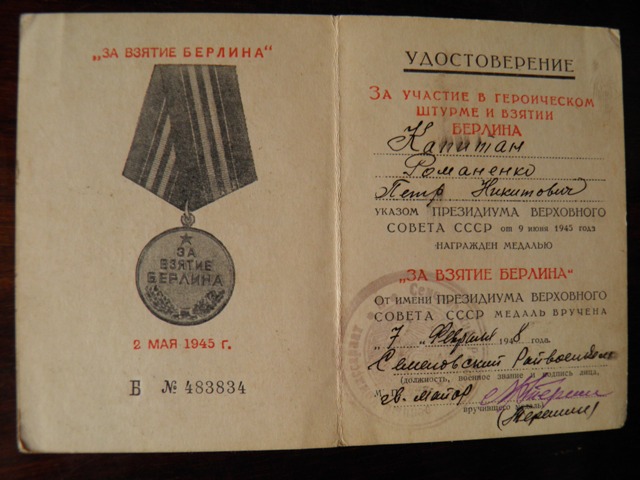 „ЗА ВЗЯТИЕ БЕРЛИНА“
ЗА
ВЗЯТИЕ
БЕРЛИНА
2 МАЯ 1945 г.
Б № 483834
УДОСТОВЕРЕНИЕ
ЗА УЧАСТИЕ В ГЕРОИЧЕСКОМ
ШТУРМЕ И ВЗЯТИИ
БЕРЛИНА
Капитан
Романенко
Петр Никитович
УКАЗОМ ПРЕЗИДИУМА ВЕРХОВНОГО
СОВЕТА СССР от 9 июня 1945 года
НАГРАЖДЕН МЕДАЛЬЮ
„ЗА ВЗЯТИЕ БЕРЛИНА“
От имени ПРЕЗИДИУМА ВЕРХОВНОГО
СОВЕТА СССР МЕДАЛЬ ВРУЧЕНА
„7“ Февраля 1948 года.
Семеновский Райвоенком
(должность, военное звание и подпись лица,
майор
вручившего медаль)